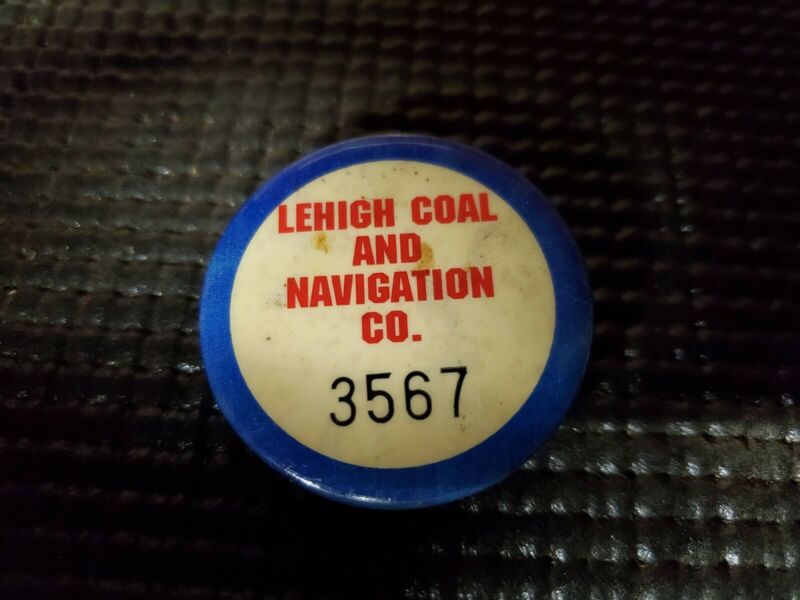 LEHIGH COAL
AND
NAVIGATION
CO.
3567